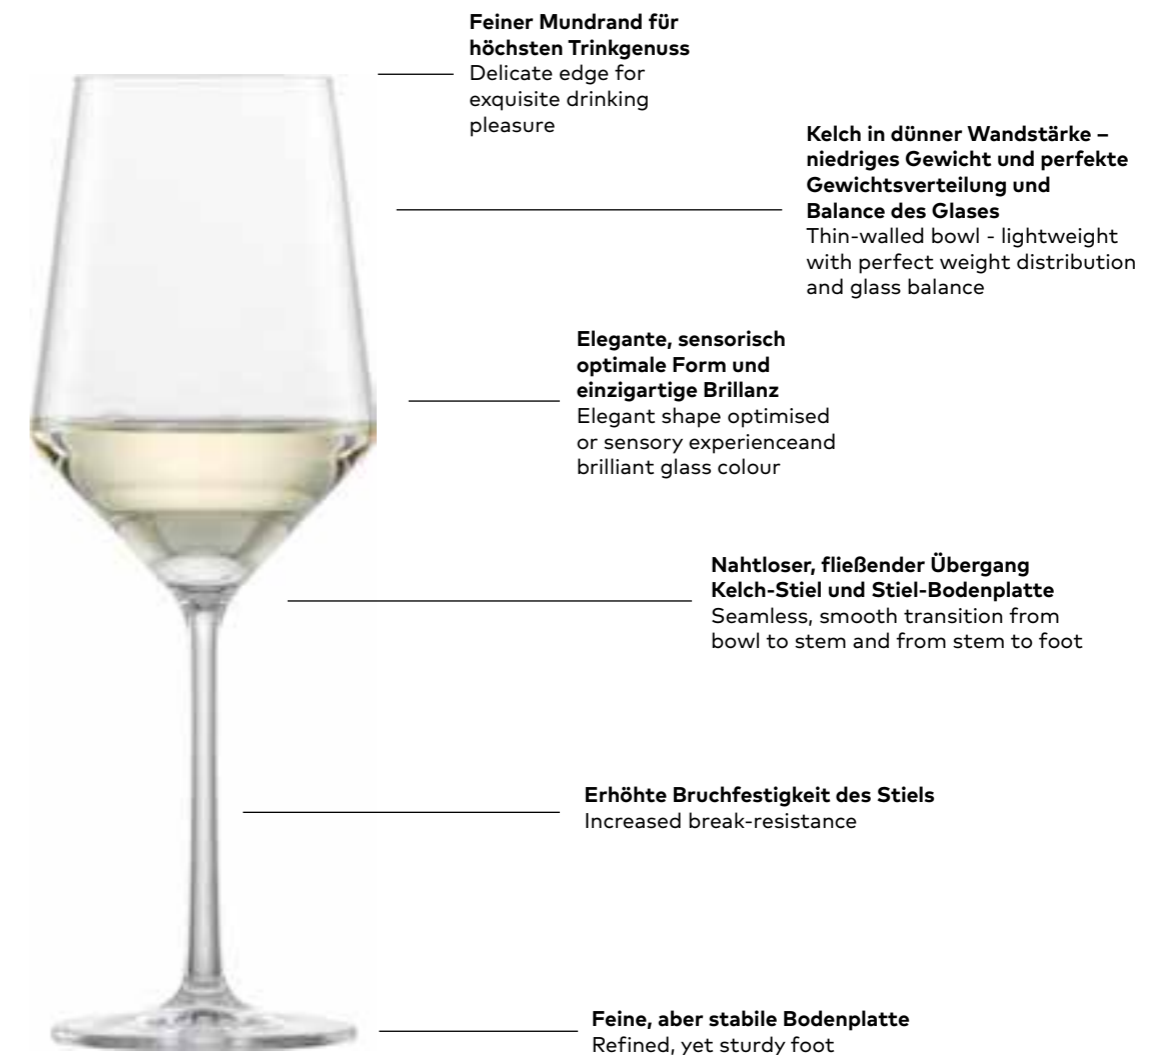 Feiner Mundrand für
höchsten Trinkgenuss
Delicate edge for
exquisite drinking
pleasure
Kelch in dünner Wandstärke –
niedriges Gewicht und perfekte
Gewichtsverteilung und
Balance des Glases
Thin-walled bowl - lightweight
with perfect weight distribution
and glass balance
Elegante, sensorisch
optimale Form und
einzigartige Brillanz
Elegant shape optimised
or sensory experienceand
brilliant glass colour
Nahtloser, fließender Übergang
Kelch-Stiel und Stiel-Bodenplatte
Seamless, smooth transition from
bowl to stem and from stem to foot
Erhöhte Bruchfestigkeit des Stiels
Increased break-resistance
Feine, aber stabile Bodenplatte
Refined, yet sturdy foot